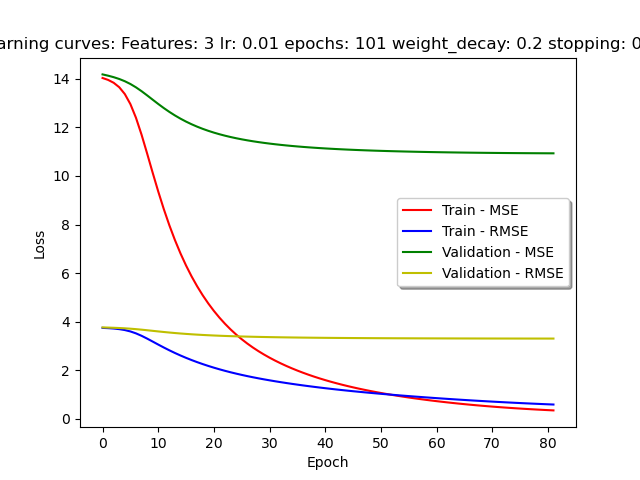 arning curves: Features: 3 lr: 0.01 epochs: 101 weight_decay: 0.2 stopping: 0
14
12
10
8
6
4
2
0
Loss
Train - MSE
Train - RMSE
Validation - MSE
Validation - RMSE
0 10 20 30 40 50 60 70 80
Epoch